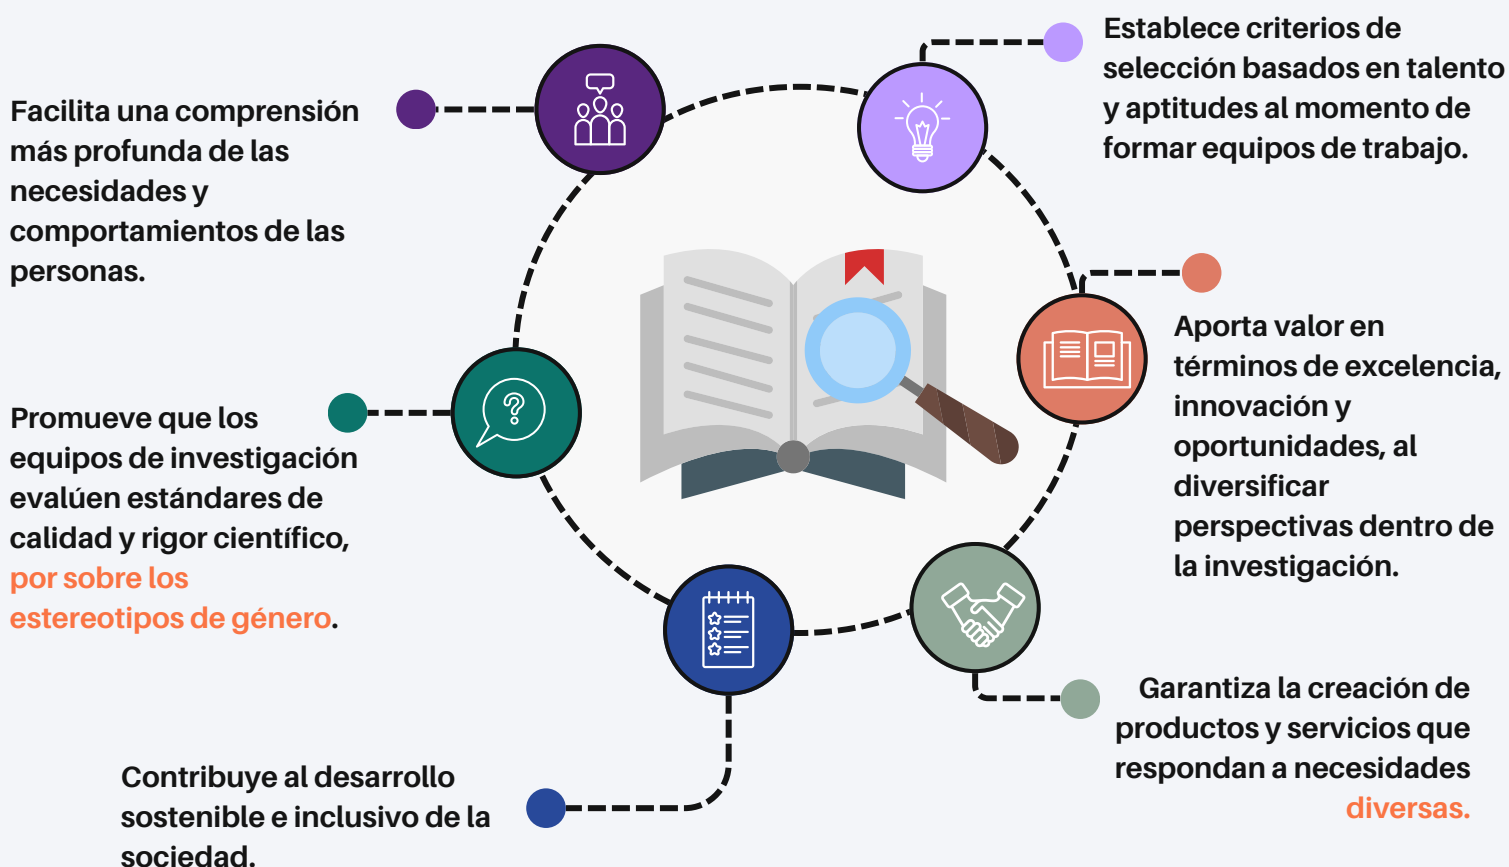 Facilita una comprensión
más profunda de las
necesidades y
comportamientos de las
personas.
Establece criterios de
selección basados en talento
y aptitudes al momento de
formar equipos de trabajo.
Aporta valor en
términos de excelencia,
innovación y
oportunidades, al
diversificar
perspectivas dentro de
la investigación.
Promueve que los
equipos de investigación
evalúen estándares de
calidad y rigor científico,
por sobre los
estereotipos de género.
Garantiza la creación de
productos y servicios que
respondan a necesidades
diversas.
Contribuye al desarrollo
sostenible e inclusivo de la
sociedad.